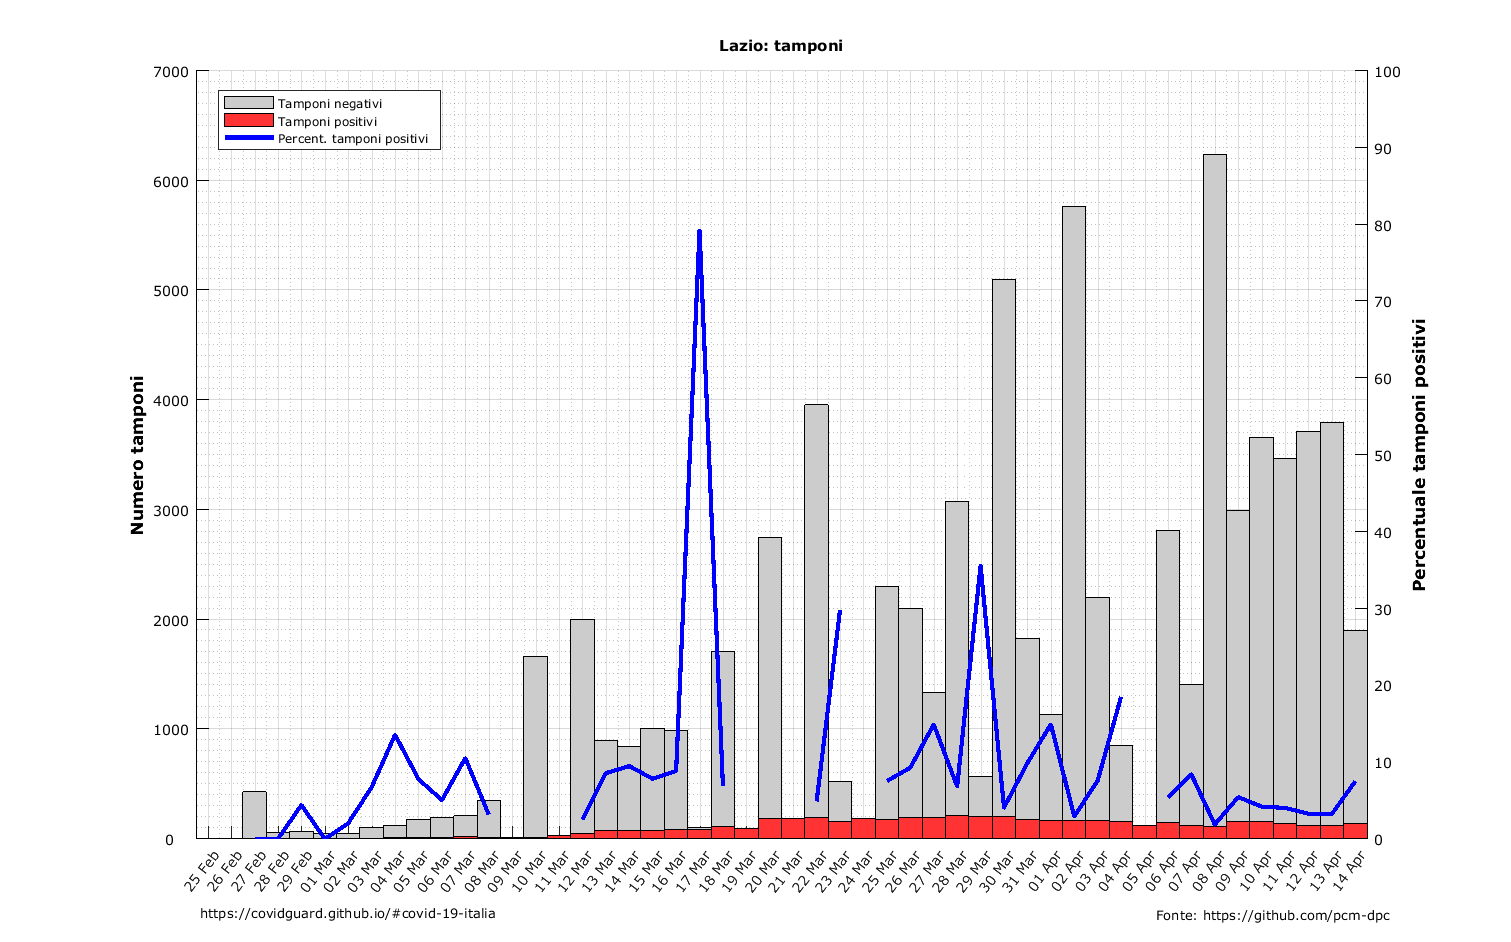 Lazio: tamponi
Tamponi negativi
Tamponi positivi
Percent. tamponi positivi
Numero tamponi
7000
6000
5000
4000
3000
2000
1000
0
100
90
80
70
60
50
40
30
20
10
0
Percentuale tamponi positivi
25 Feb
26 Feb
27 Feb
28 Feb
29 Feb
01 Mar
02 Mar
03 Mar
04 Mar
05 Mar
06 Mar
07 Mar
08 Mar
09 Mar
10 Mar
11 Mar
12 Mar
13 Mar
14 Mar
15 Mar
16 Mar
17 Mar
18 Mar
19 Mar
20 Mar
21 Mar
22 Mar
23 Mar
24 Mar
25 Mar
26 Mar
27 Mar
28 Mar
29 Mar
30 Mar
31 Mar
01 Apr
02 Apr
03 Apr
04 Apr
05 Apr
06 Apr
07 Apr
08 Apr
09 Apr
10 Apr
11 Apr
12 Apr
13 Apr
14 Apr
https://covidguard.github.io/#covid-19-italia
Fonte: https://github.com/pcm-dpc